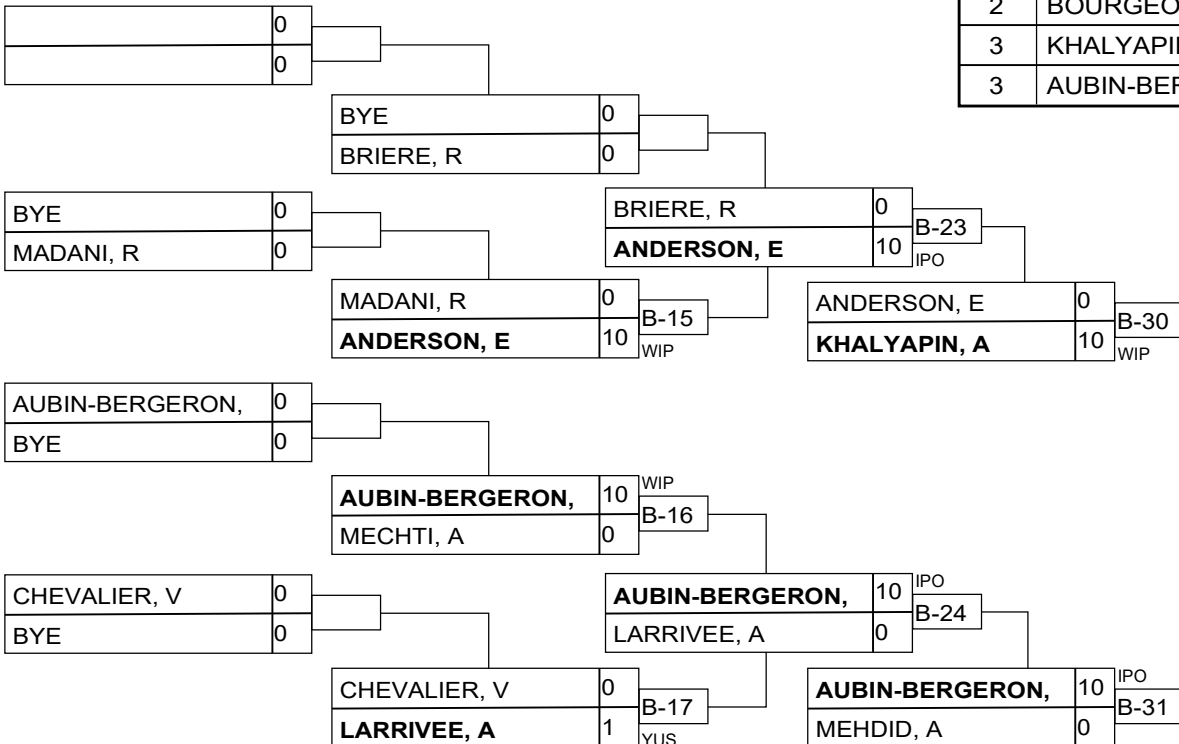 0
0
2
3 KHALYAPI
3
BYE 0
BRIERE, R 0
BYE 0
MADANI, R 0
BRIERE, R 0
ANDERSON, E 10
B-23
IPO
MADANI, R 0
ANDERSON, E 10
B-15
WIP
ANDERSON, E 0
KHALYAPIN, A 10
B-30
WIP
AUBIN-BERGERON, 0
BYE 0
AUBIN-BERGERON, 10
MECHTI, A 0
WIP
B-16
CHEVALIER, V 0
BYE 0
AUBIN-BERGERON, 10
LARRIVEE, A 0
IPO
B-24
CHEVALIER, V 0
LARRIVEE, A 1
B-17
YUS
AUBIN-BERGERON, 10
MEHDID, A 0
IPO
B-31